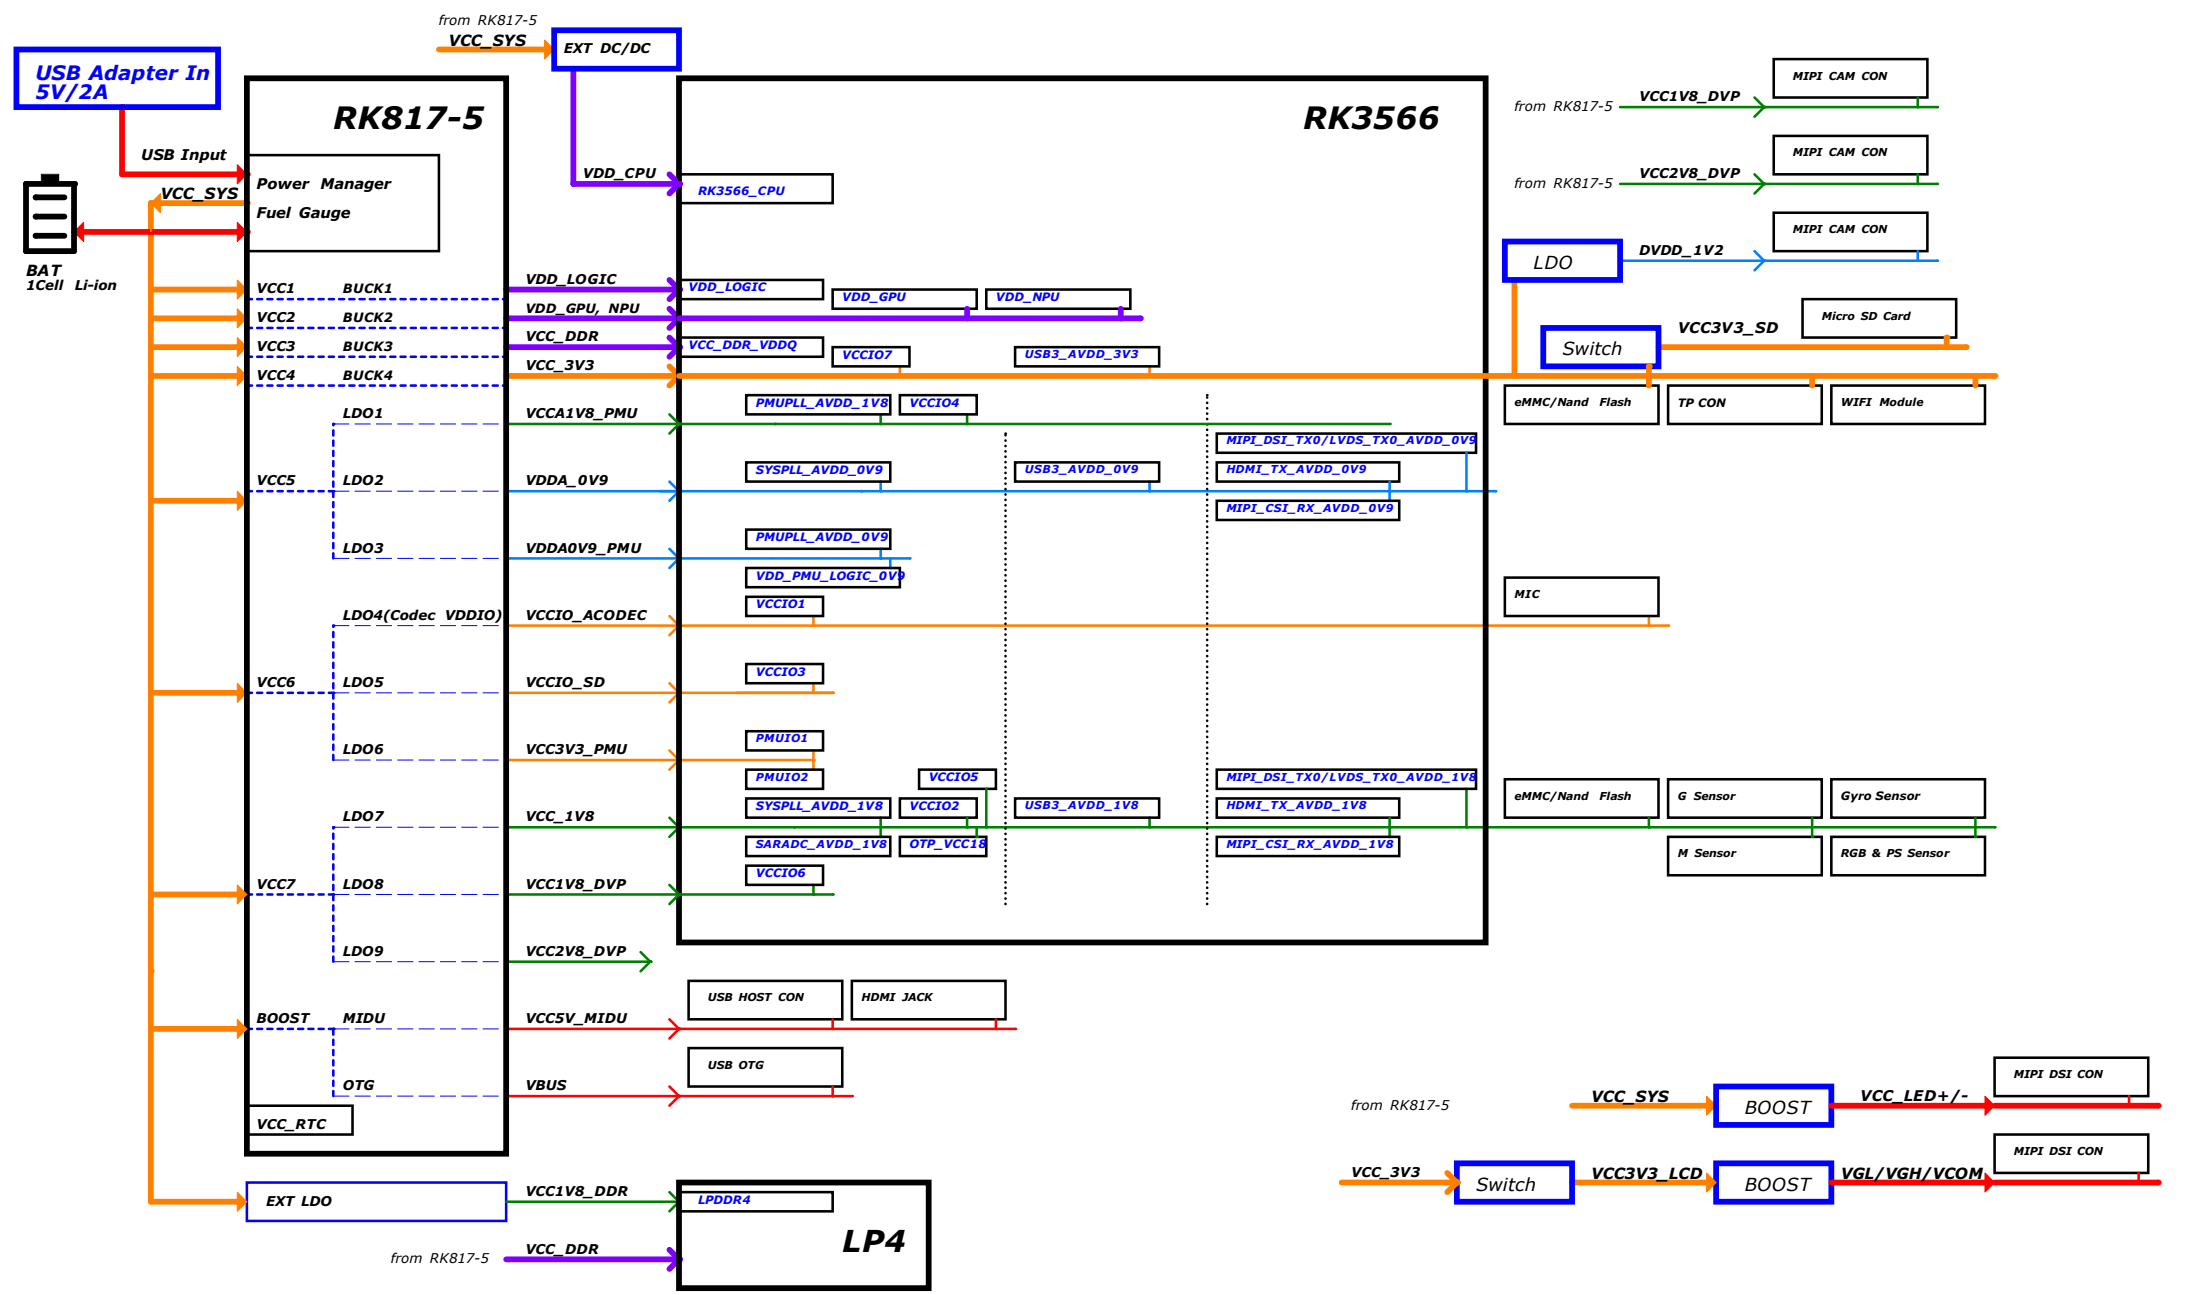 from RK817-5
VCC_SYS
EXT DC/DC
USB Adapter In
5V/2A
RK817-5
RK3566
USB Input
VCC_SYS
Power Manager
Fuel Gauge
BAT
1Cell Li-ion
VDD_CPU
RK3566_CPU
from RK817-5
VCC1V8_DVP
MIPI CAM CON
from RK817-5
VCC2V8_DVP
MIPI CAM CON
LDO
DVDD_1V2
MIPI CAM CON
VCC1
BUCK1
VDD_LOGIC
VDD_LOGIC
VCC2
BUCK2
VDD_GPU, NPU
VDD_GPU
VDD_NPU
VCC3
BUCK3
VCC_DDR
VCC_DDR_VDDQ
VCC4
BUCK4
VCC_3V3
VCCIO7
USB3_AVDD_3V3
Switch
VCC3V3_SD
Micro SD Card
eMMC/Nand Flash
TP CON
WIFI Module
LDO1
VCCA1V8_PMU
PMUPLL_AVDD_1V8
VCCIO4
VCC5
LDO2
VDDA_0V9
SYSPLL_AVDD_0V9
USB3_AVDD_0V9
MIPI_DSI_TX0/LVDS_TX0_AVDD_0V9
HDMI_TX_AVDD_0V9
MIPI_CSI_RX_AVDD_0V9
LDO3
VDDA0V9_PMU
PMUPLL_AVDD_0V9
VDD_PMU_LOGIC_0V9
LDO4(Codec VDDIO)
VCCIO_ACODEC
VCCIO1
MIC
VCC6
LDO5
VCCIO_SD
VCCIO3
LDO6
VCC3V3_PMU
PMUIO1
PMUIO2
LDO7
VCC_1V8
SYSPLL_AVDD_1V8
SARADC_AVDD_1V8
VCCIO5
VCCIO2
OTP_VCC18
USB3_AVDD_1V8
MIPI_DSI_TX0/LVDS_TX0_AVDD_1V8
HDMI_TX_AVDD_1V8
MIPI_CSI_RX_AVDD_1V8
eMMC/Nand Flash
G Sensor
Gyro Sensor
M Sensor
RGB & PS Sensor
VCC7
LDO8
VCC1V8_DVP
VCCIO6
LDO9
VCC2V8_DVP
BOOST
MIDU
VCC5V_MIDU
USB HOST CON
HDMI JACK
OTG
VBUS
USB OTG
VCC_RTC
EXT LDO
VCC1V8_DDR
LPDDR4
LP4
from RK817-5
VCC_DDR
from RK817-5
VCC_SYS
BOOST
VCC_LED+/-
MIPI DSI CON
VCC_3V3
Switch
VCC3V3_LCD
BOOST
VGL/VGH/VCOM
MIPI DSI CON